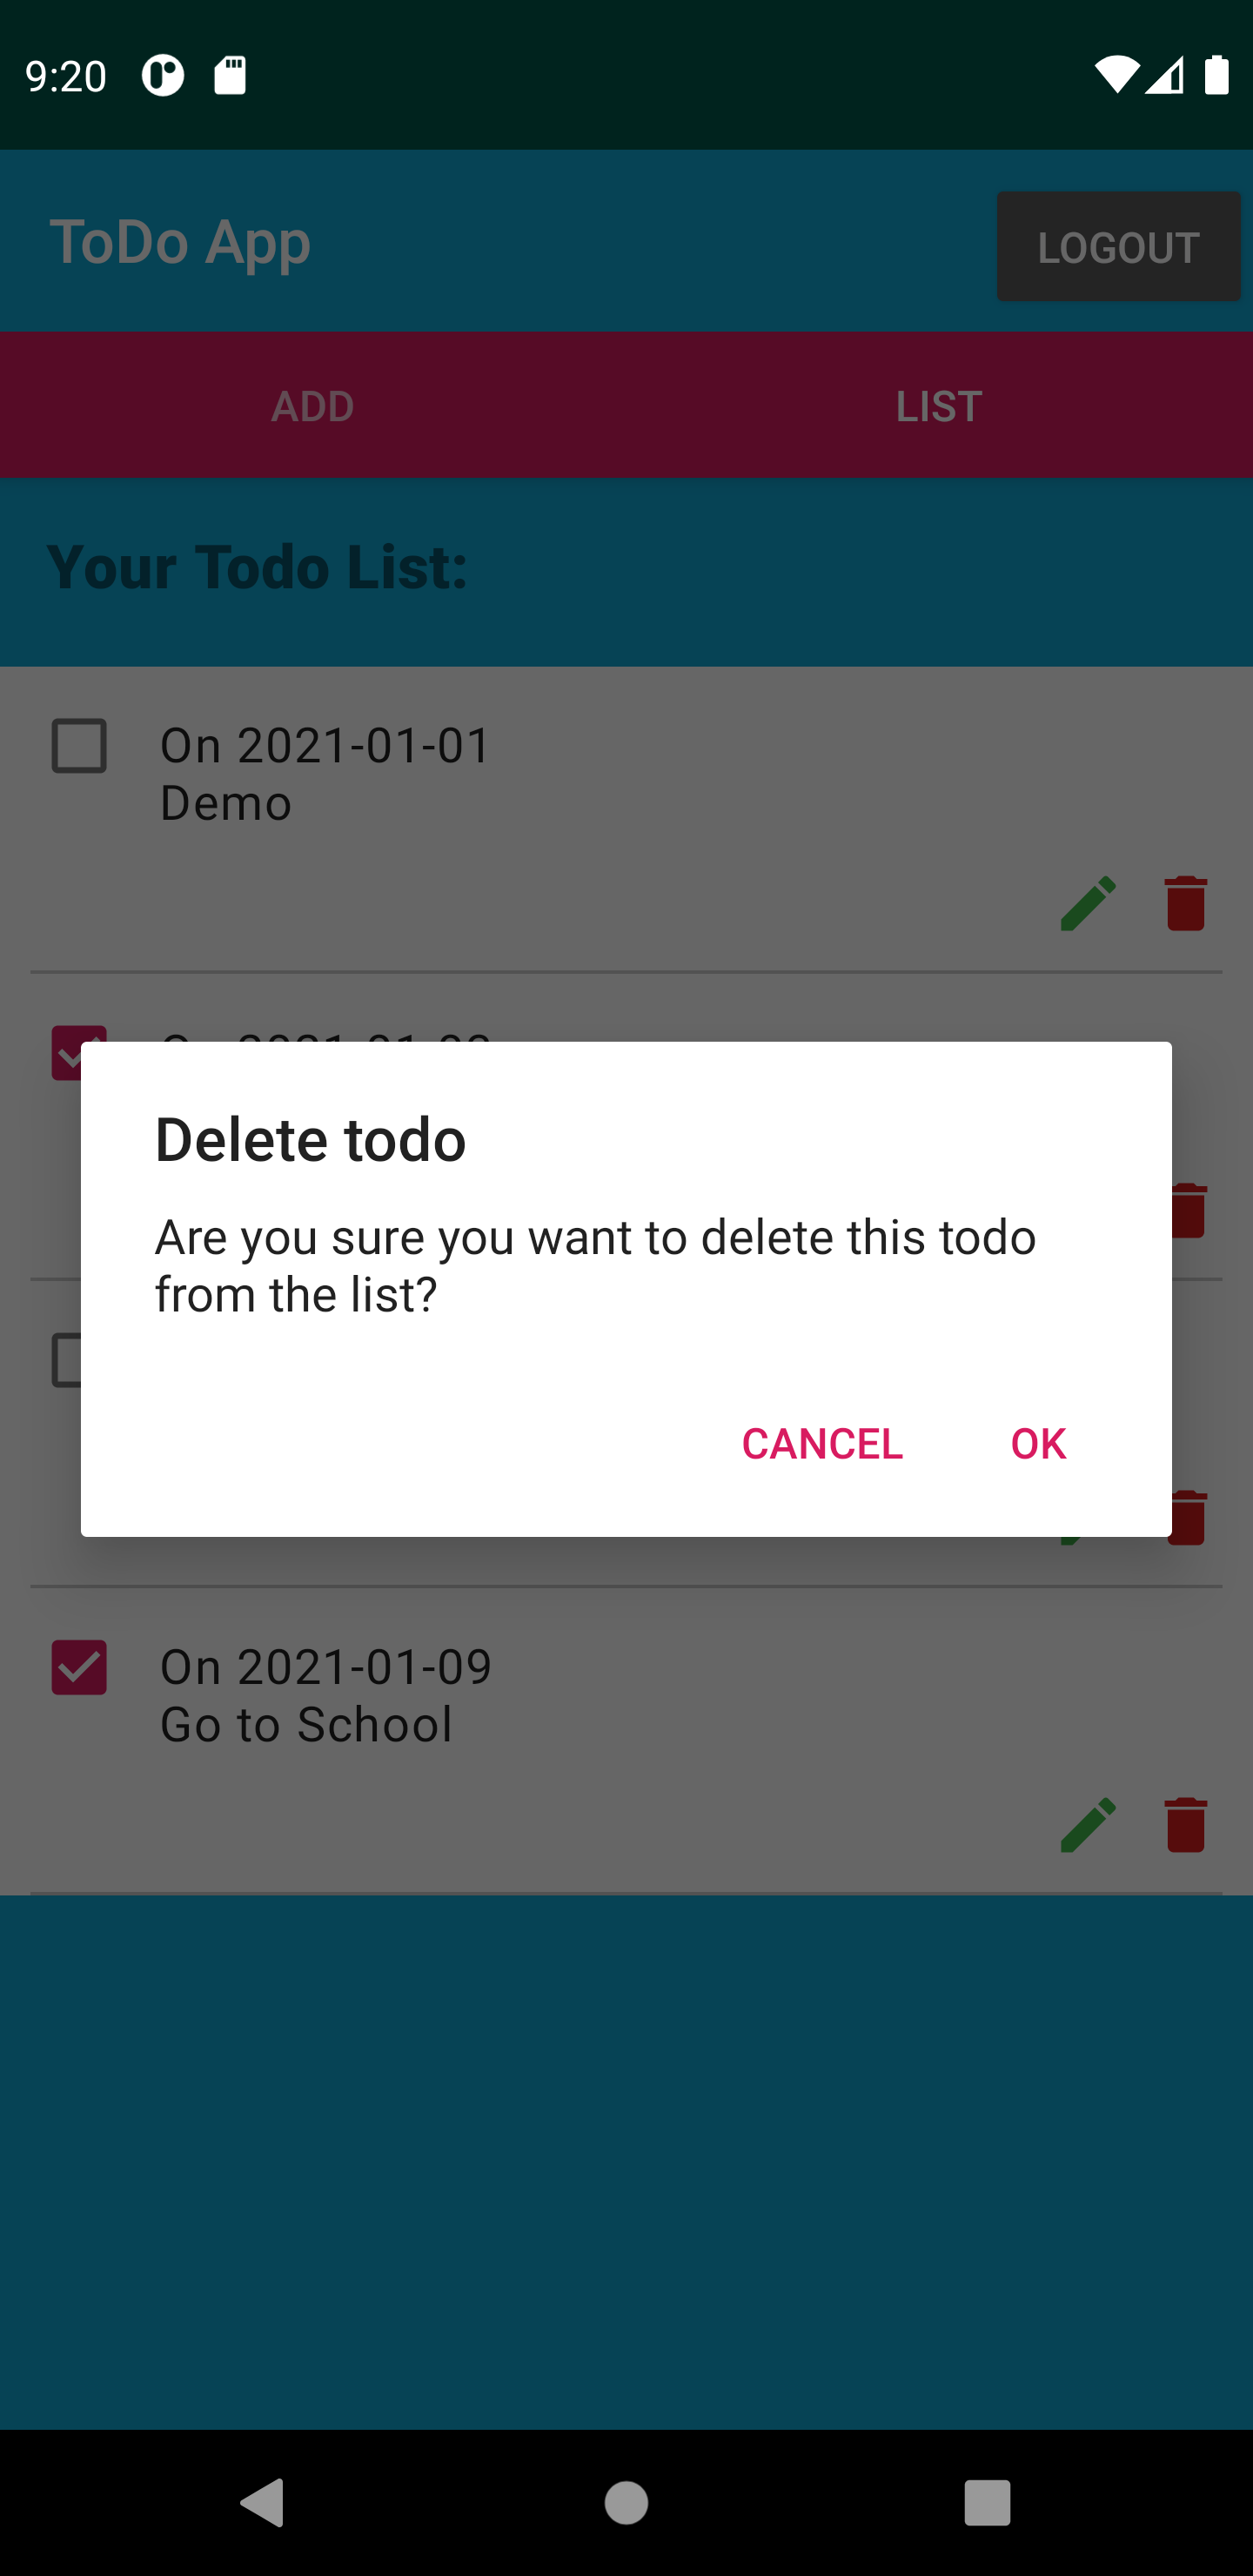 9:20
ToDo App
LOGOUT
ADD
LIST
Your Todo List:
On 2021-01-01
Demo
Delete todo
Are you sure you want to delete this todo
from the list?
CANCEL
OK
On 2021-01-09
Go to School